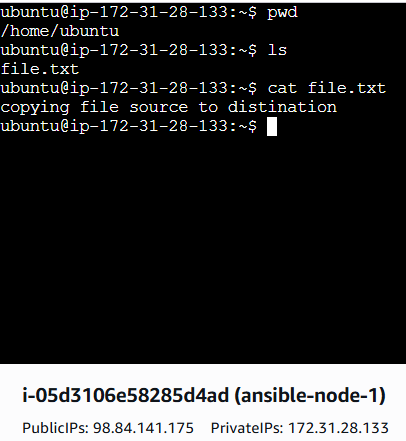 ubuntu@ip-172-31-28-133:~$ pwd
/home/ubuntu
ubuntu@ip-172-31-28-133:~$ ls
file.txt
ubuntu@ip-172-31-28-133:~$ cat file.txt
copying file source to distination
ubuntu@ip-172-31-28-133:~$
i-05d3106e58285d4ad (ansible-node-1)
PublicIPs: 98.84.141.175 PrivateIPs: 172.31.28.133